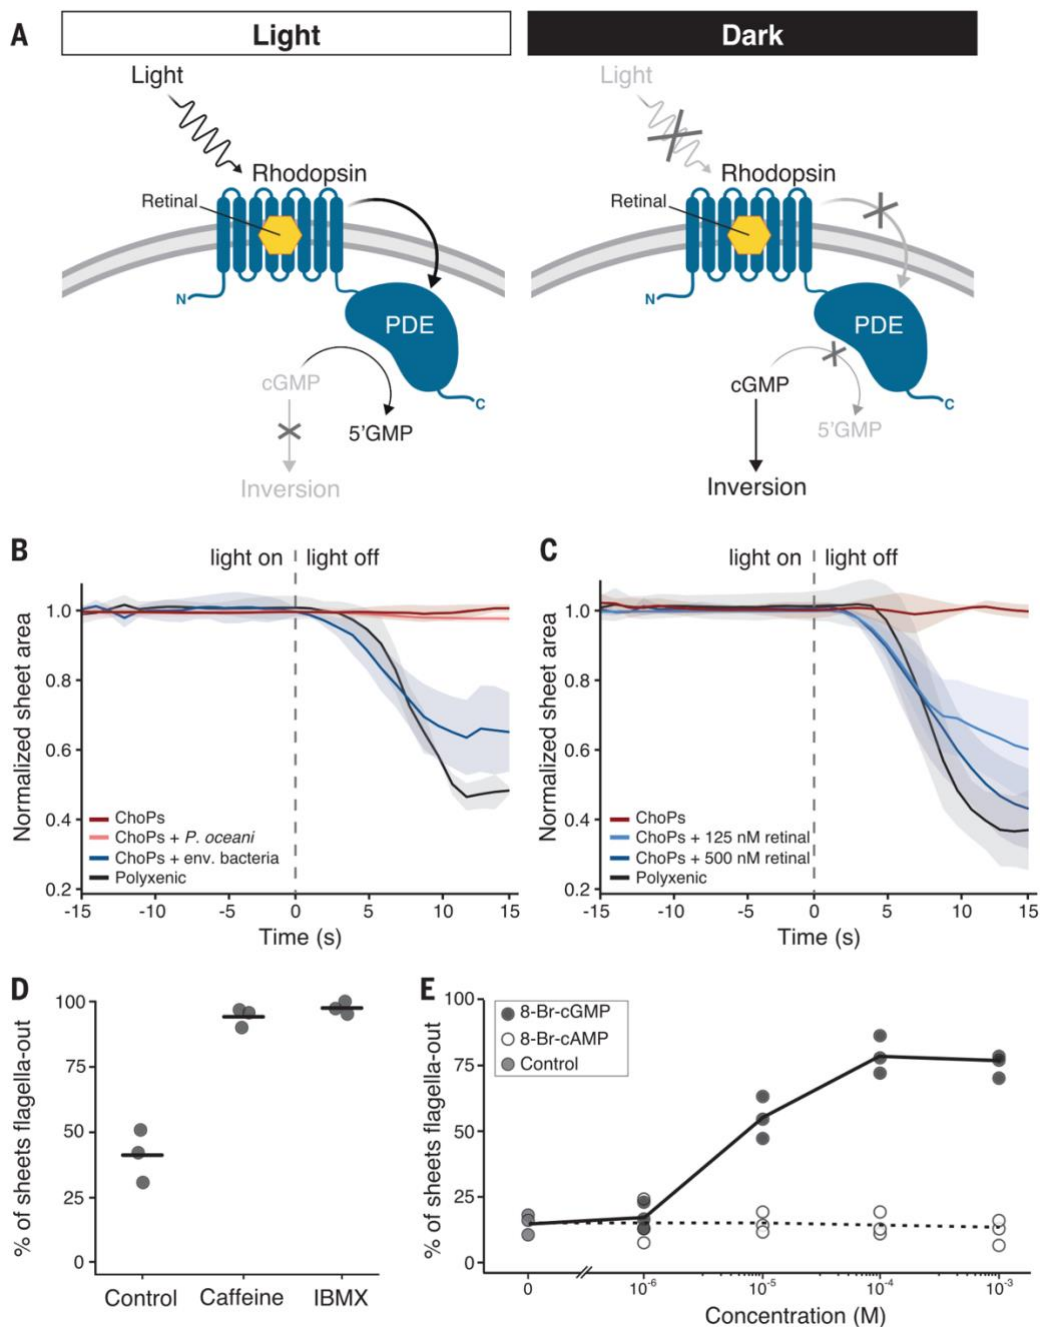 A
Light
Dark
Light
Rhodopsin
Retinal
N
PDE
cGMP
C
5'GMP
Inversion
Light
Rhodopsin
Retinal
N
PDE
cGMP
C
5'GMP
Inversion
B
light on
light off
Normalized sheet area
1.0
0.8
0.6
0.4
0.2
ChoPs
ChoPs + P. oceani
ChoPs + env. bacteria
Polyxenic
-15
-10
-5
0
5
10
15
Time (s)
C
light on
light off
Normalized sheet area
1.0
0.8
0.6
0.4
0.2
ChoPs
ChoPs + 125 nM retinal
ChoPs + 500 nM retinal
Polyxenic
-15
-10
-5
0
5
10
15
Time (s)
D
% of sheets flagella-out
100
75
50
25
0
Control
Caffeine
IBMX
E
% of sheets flagella-out
100
75
50
25
0
8-Br-cGMP
8-Br-cAMP
Control
0
10⁻⁶
10⁻⁵
10⁻⁴
10⁻³
Concentration (M)